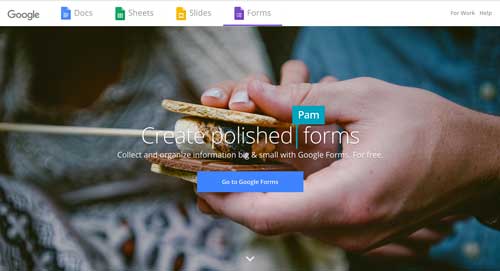 Google Docs Sheets Slides Forms For Work Help
Pam
Create polished forms
Collect and organize information big & small with Google Forms. For free.
Go to Google Forms